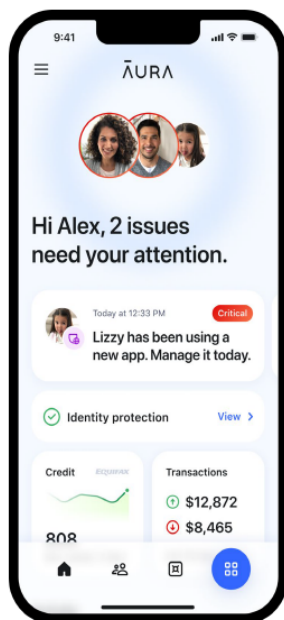 9:41
ĀURA
Hi Alex, 2 issues
need your attention.
Today at 12:33 PM
Critical
Lizzy has been using a
new app. Manage it today.
Identity protection
View
Credit
EQUIFAX
Transactions
$12,872
$8,465
808